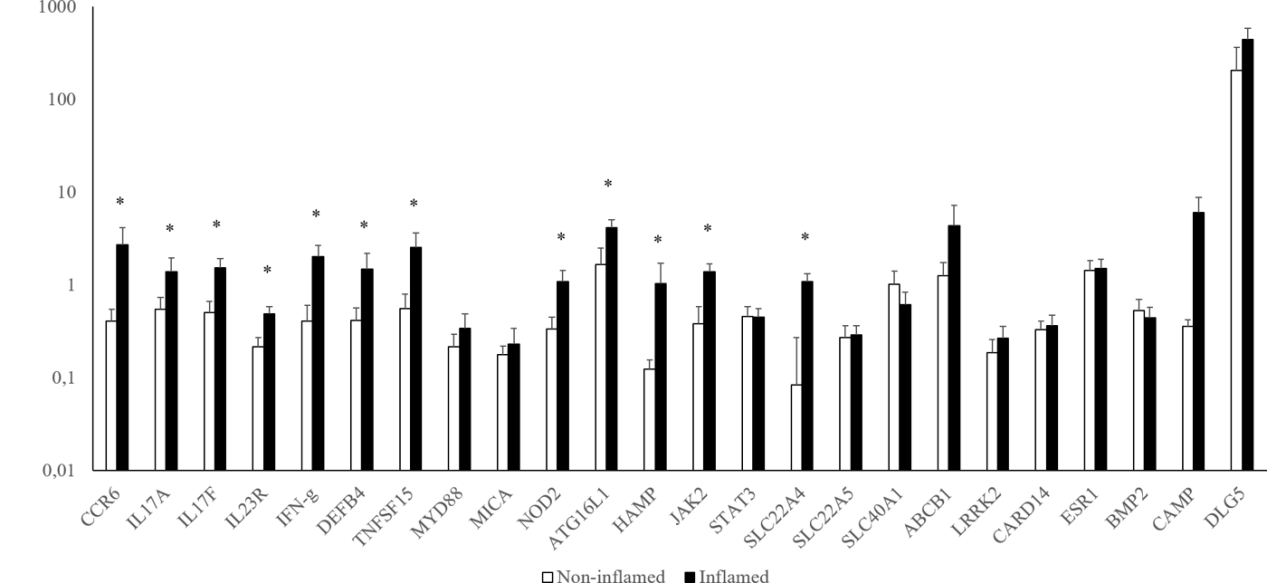 1000
100
10
1
0,1
0,01
* * * * * * * * * * * *
CCR6 IL17A IL17F IL23R IFN-g DEFB4 TNFSF15 MYD88 MICA NOD2 ATG16L1 HAMP JAK2 STAT3 SLC22A4 SLC22A5 SLC40A1 ABCB1 LRRK2 CARD14 ESR1 BMP2 CAMP DLG5
Non-inflamed Inflamed